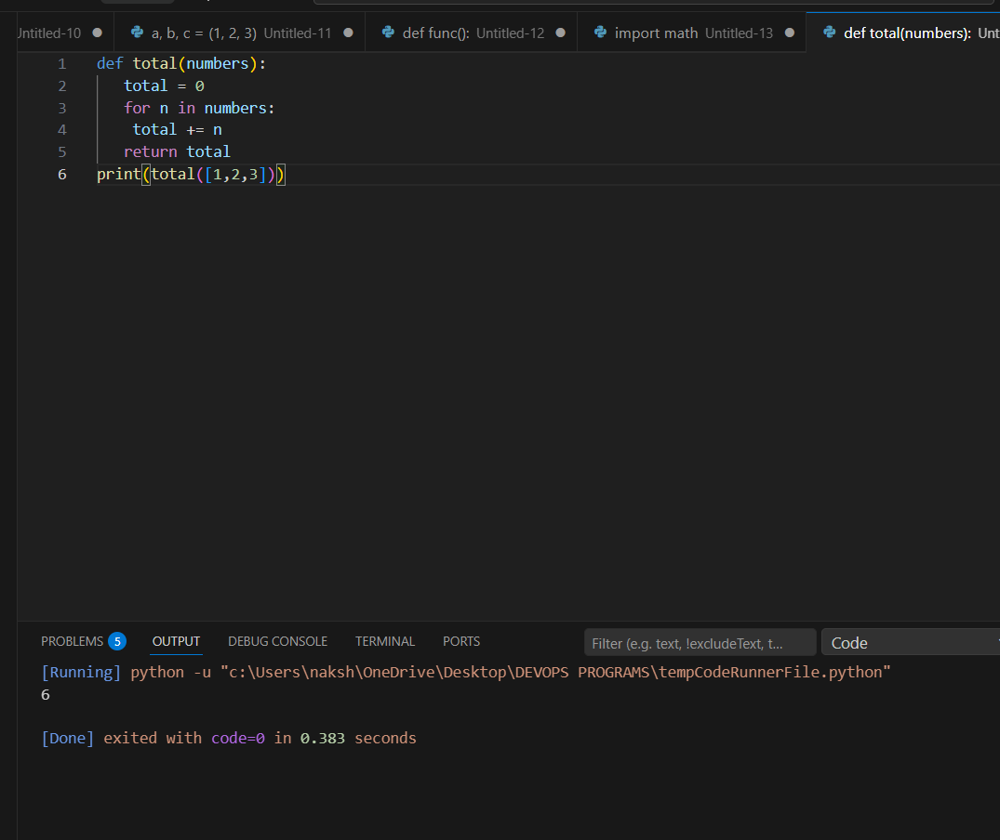 Untitled-10 ● a, b, c = (1, 2, 3) Untitled-11 ● def func(): Untitled-12 ● import math Untitled-13 ● def total(numbers): Unt
1 def total(numbers):
2 total = 0
3 for n in numbers:
4 total += n
5 return total
6 print(total([1,2,3]))
PROBLEMS 5 OUTPUT DEBUG CONSOLE TERMINAL PORTS Filter (e.g. text, !excludeText, t... Code
[Running] python -u "c:\Users\naksh\OneDrive\Desktop\DEVOPS PROGRAMS\tempCodeRunnerFile.python"
6
[Done] exited with code=0 in 0.383 seconds